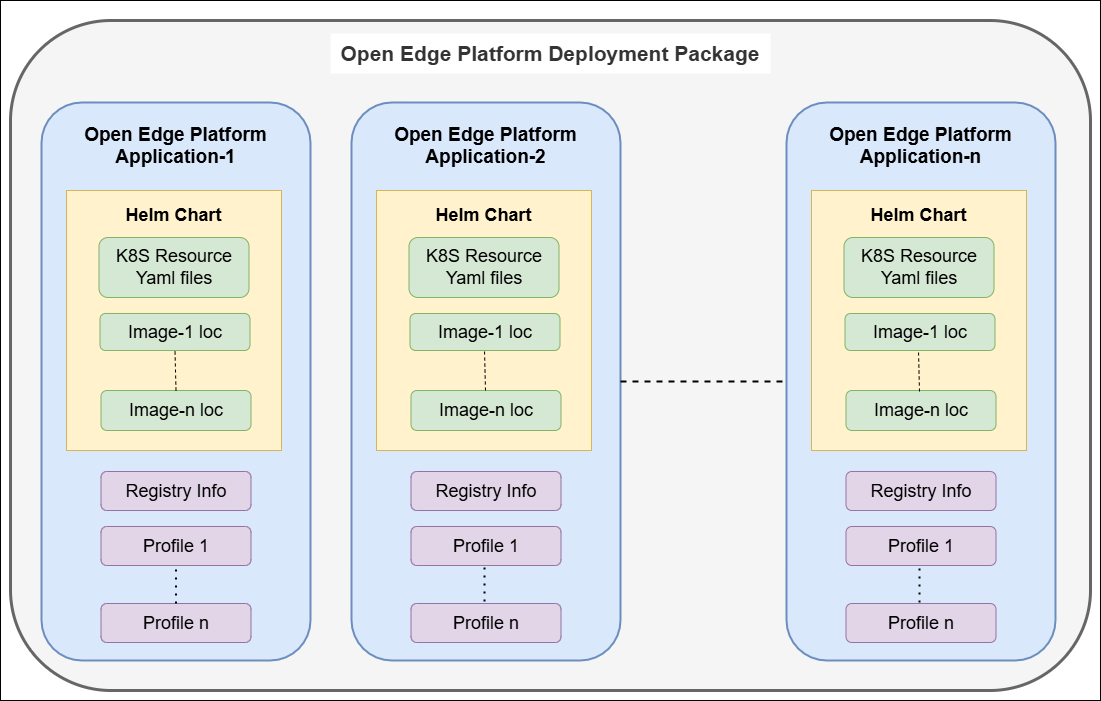 Open Edge Platform Deployment Package
Open Edge Platform
Application-1
Helm Chart
K8S Resource
Yaml files
Image-1 loc
Image-n loc
Registry Info
Profile 1
Profile n
Open Edge Platform
Application-2
Helm Chart
K8S Resource
Yaml files
Image-1 loc
Image-n loc
Registry Info
Profile 1
Profile n
Open Edge Platform
Application-n
Helm Chart
K8S Resource
Yaml files
Image-1 loc
Image-n loc
Registry Info
Profile 1
Profile n